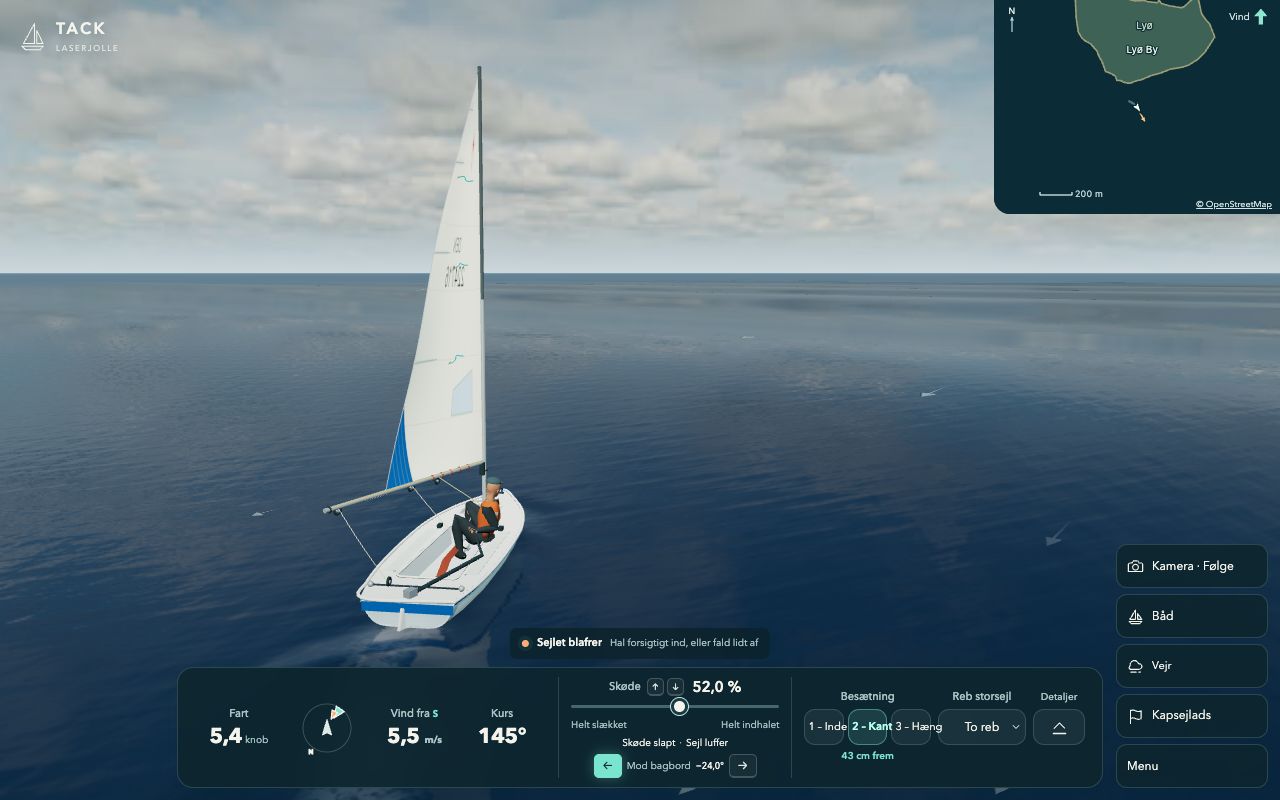 TACK
LASERJOLLE
N
Vind
Lyø
Lyø By
200 m
© OpenStreetMap
Kamera · Følge
Båd
Vejr
Kapsejlads
Menu
Sejlet blafrer Hal forsigtigt ind, eller fald lidt af
Fart
5,4 knob
N
Vind fra S
5,5 m/s
Kurs
145°
Skøde ↑ ↓ 52,0 %
Helt slækket Helt indhalet
Skøde slapt · Sejl luffer
← Mod bagbord −24,0° →
Besætning
1 – Inde 2 – Kant 3 – Hæng
43 cm frem
Reb storsejl
To reb
Detaljer